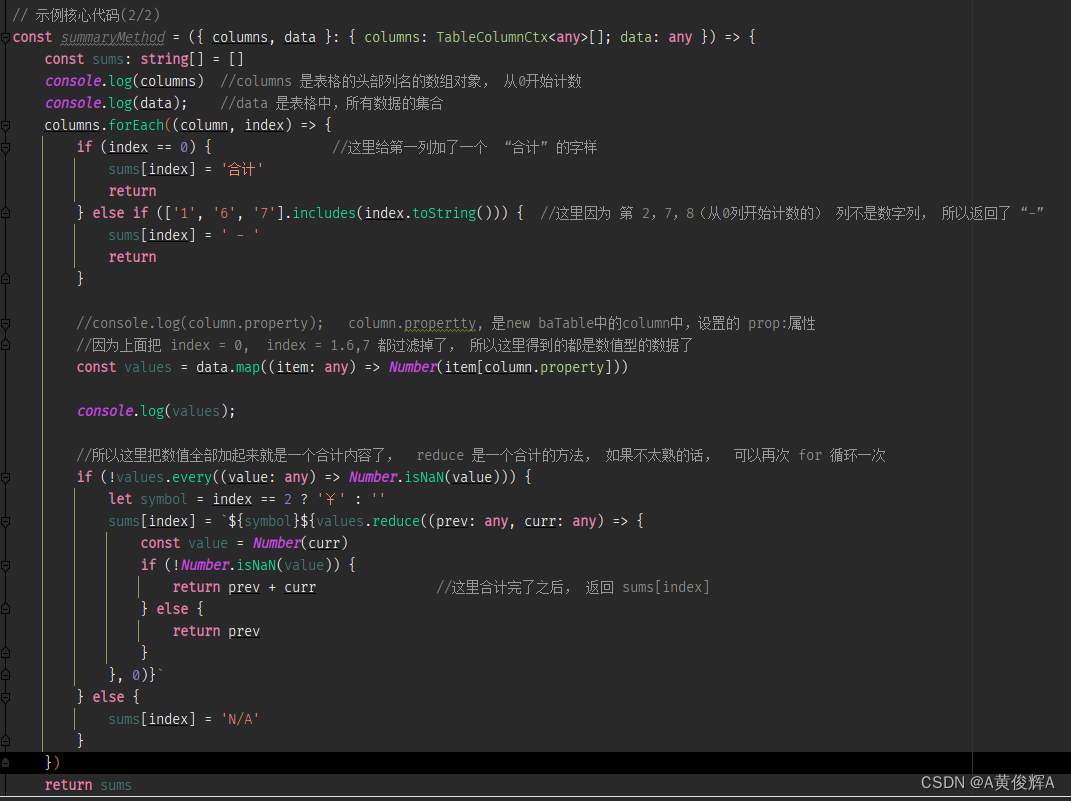 // 示例核心代码(2/2)
const summaryMethod = ({ columns, data }: { columns: TableColumnCtx<any>[]; data: any }) => {
    const sums: string[] = []
    console.log(columns)  //columns 是表格的头部列名的数组对象， 从0开始计数
    console.log(data);    //data 是表格中，所有数据的集合
    columns.forEach((column, index) => {
        if (index == 0) {               //这里给第一列加了一个 “合计”的字样
            sums[index] = '合计'
            return
        } else if (['1', '6', '7'].includes(index.toString())) {  //这里因为 第 2，7，8（从0列开始计数的） 列不是数字列， 所以返回了“-”
            sums[index] = ' - '
            return
        }
        //console.log(column.property);   column.propertty, 是new baTable中的column中，设置的 prop:属性
        //因为上面把 index = 0,  index = 1.6,7 都过滤掉了， 所以这里得到的都是数值型的数据了
        const values = data.map((item: any) => Number(item[column.property]))
        console.log(values);
        //所以这里把数值全部加起来就是一个合计内容了，  reduce 是一个合计的方法， 如果不太熟的话，  可以再次 for 循环一次
        if (!values.every((value: any) => Number.isNaN(value))) {
            let symbol = index == 2 ? '￥' : ''
            sums[index] = `${symbol}${values.reduce((prev: any, curr: any) => {
                const value = Number(curr)
                if (!Number.isNaN(value)) {
                    return prev + curr               //这里合计完了之后， 返回 sums[index]
                } else {
                    return prev
                }
            }, 0)}`
        } else {
            sums[index] = 'N/A'
        }
    })
    return sums
CSDN @A黄俊辉A